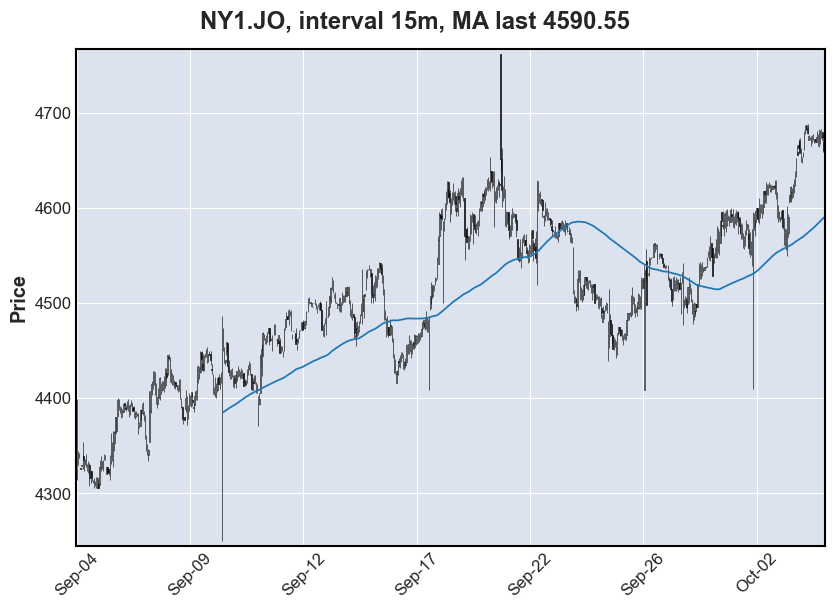 NY1.JO, interval 15m, MA last 4590.55
4700
4600
4500
4400
4300
Price
Sep-04
Sep-09
Sep-12
Sep-17
Sep-22
Sep-26
Oct-02